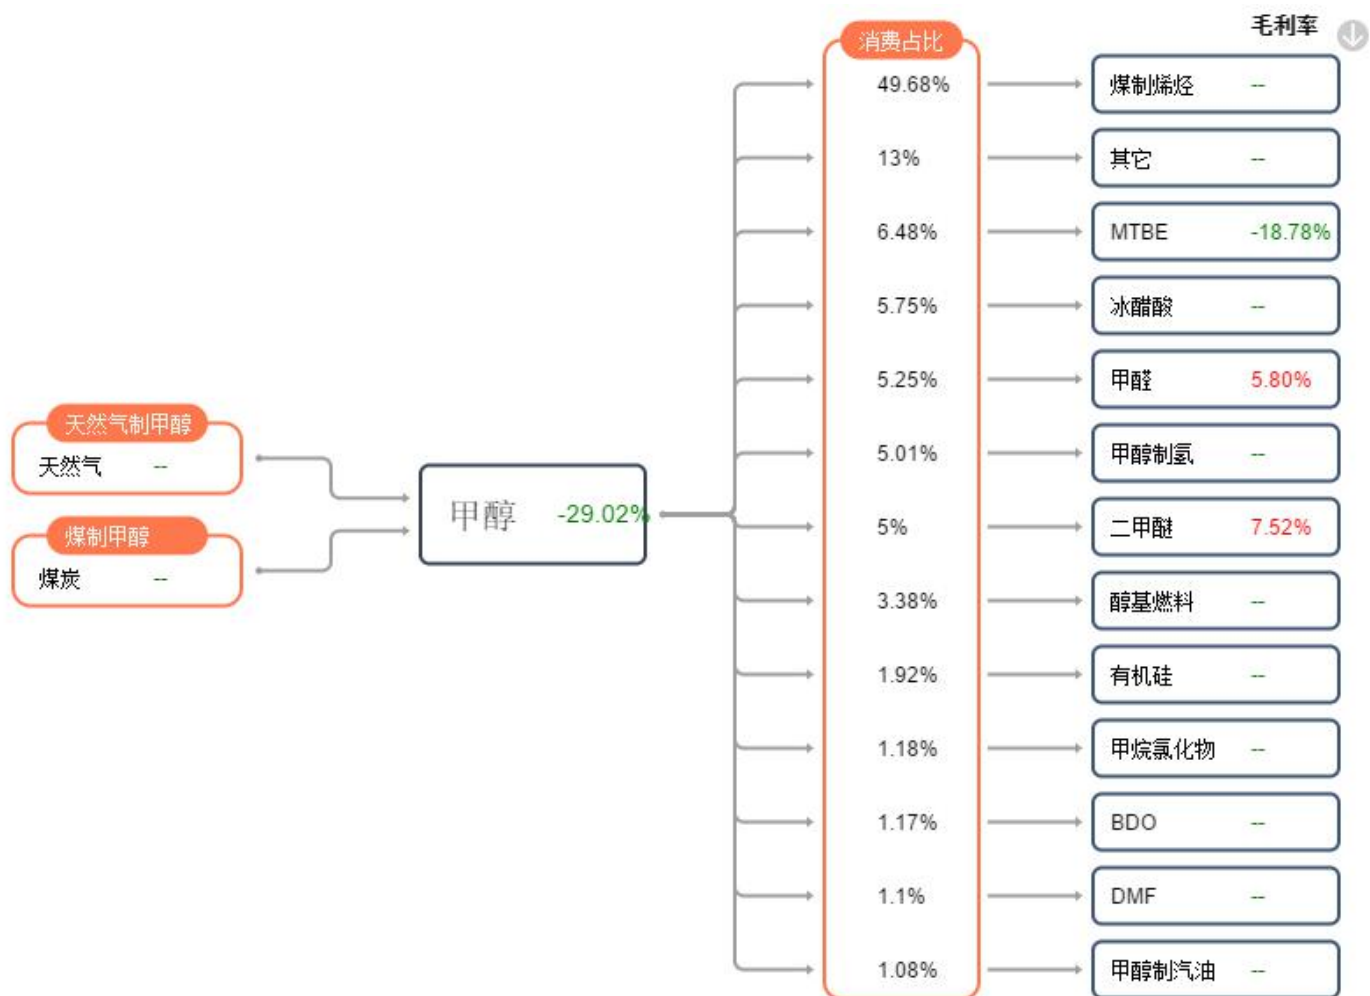 毛利率
消费占比
49.68% 煤制烯烃 --
13% 其它 --
6.48% MTBE -18.78%
5.75% 冰醋酸 --
5.25% 甲醛 5.80%
天然气制甲醇
天然气 --
5.01% 甲醇制氢 --
甲醇 -29.02%
5% 二甲醚 7.52%
煤制甲醇
煤炭 --
3.38% 醇基燃料 --
1.92% 有机硅 --
1.18% 甲烷氯化物 --
1.17% BDO --
1.1% DMF --
1.08% 甲醇制汽油 --